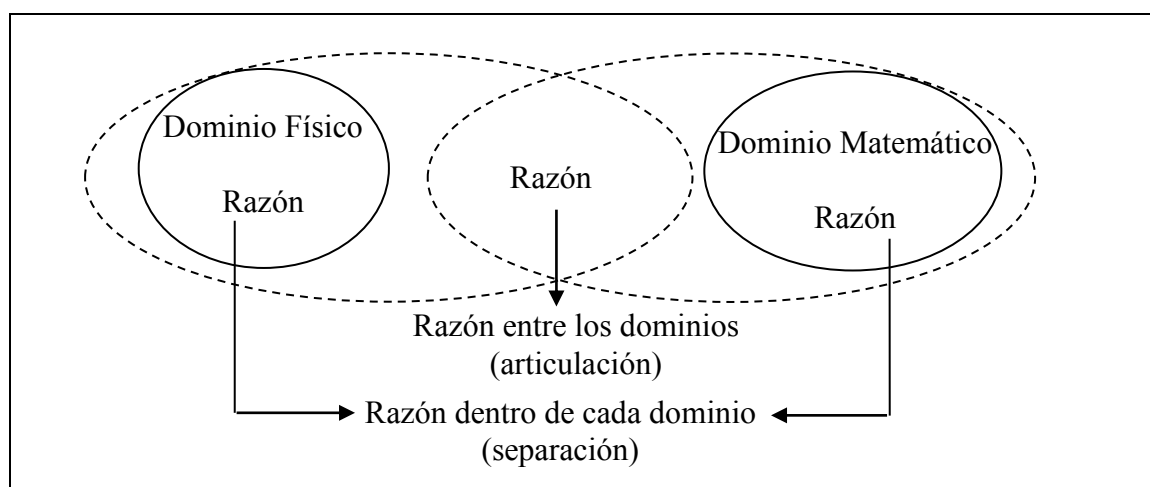 Dominio Físico
Razón
Razón
Dominio Matemático
Razón
Razón entre los dominios
(articulación)
Razón dentro de cada dominio
(separación)